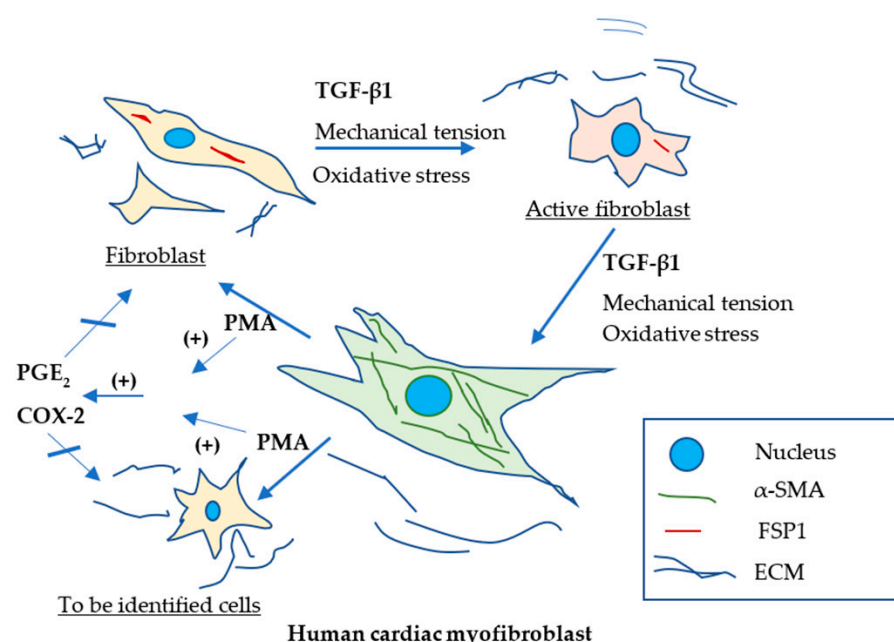 TGF-β1
Mechanical tension
Oxidative stress
Fibroblast
Active fibroblast
TGF-β1
Mechanical tension
Oxidative stress
PMA
(+)
PGE₂
(+)
COX-2
(+)
PMA
To be identified cells
Human cardiac myofibroblast
Nucleus
α-SMA
FSP1
ECM